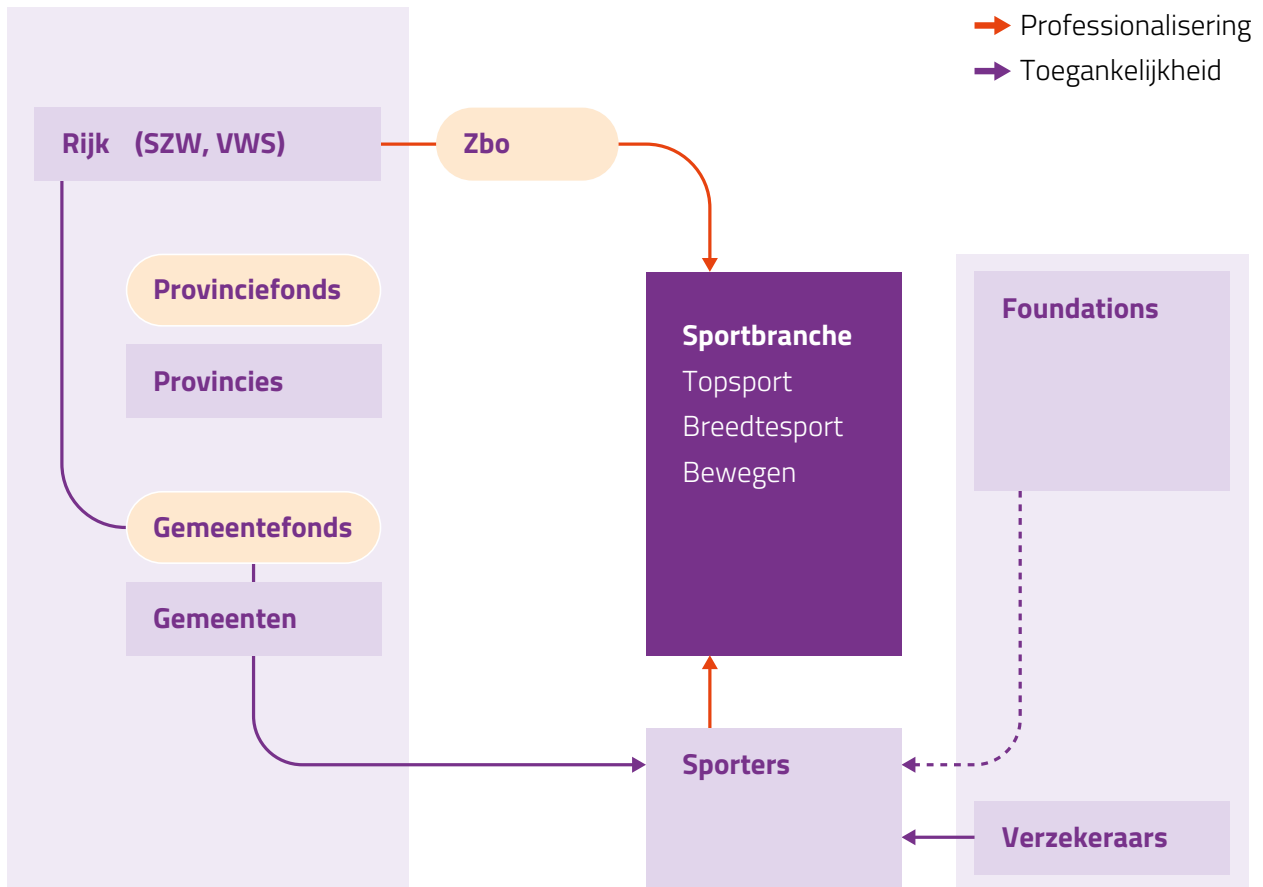 Professionalisering
Toegankelijkheid
Rijk (SZW, VWS)
Zbo
Provinciefonds
Provincies
Gemeentefonds
Gemeenten
Sportbranche
Topsport
Breedtesport
Bewegen
Sporters
Foundations
Verzekeraars